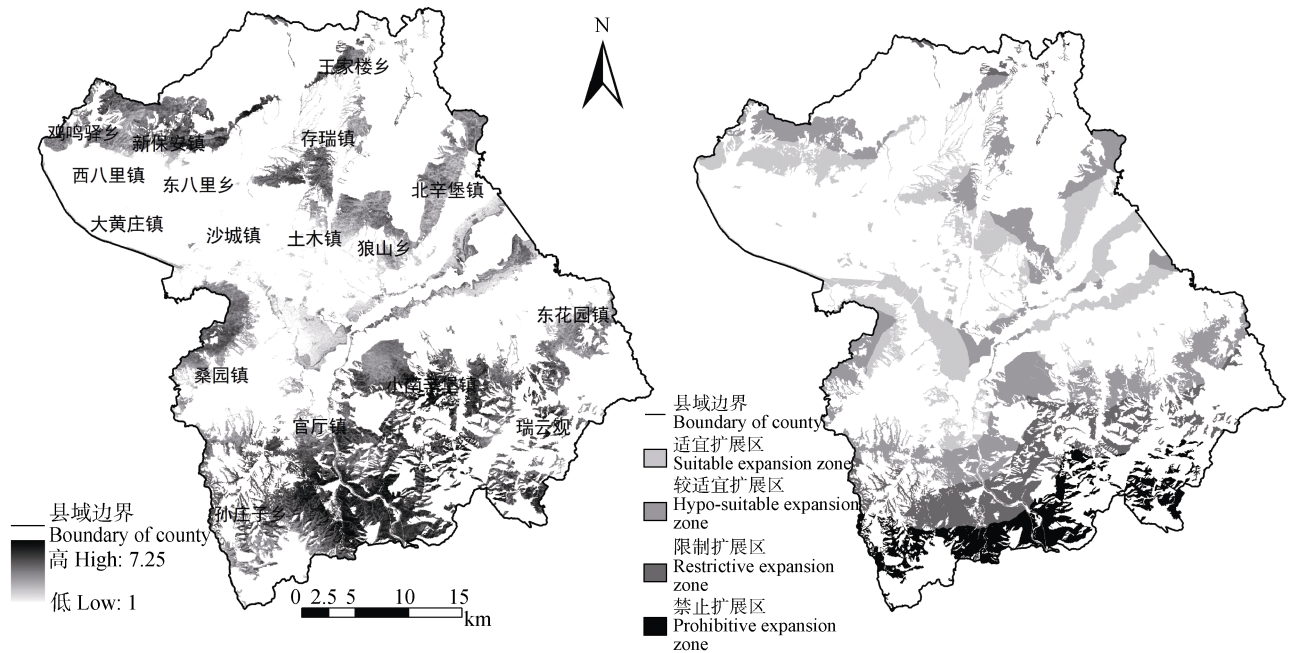 N
王家楼乡
鸡鸣驿乡
新保安镇
存瑞镇
西八里镇
东八里乡
北辛堡镇
大黄庄镇
沙城镇
土木镇
狼山乡
东花园镇
桑园镇
小南辛堡镇
官厅镇
瑞云观
孙庄子乡
县域边界
Boundary of county
高 High: 7.25
低 Low: 1
0 2.5 5 10 15
km
县域边界
Boundary of county
适宜扩展区
Suitable expansion zone
较适宜扩展区
Hypo-suitable expansion
zone
限制扩展区
Restrictive expansion
zone
禁止扩展区
Prohibitive expansion
zone